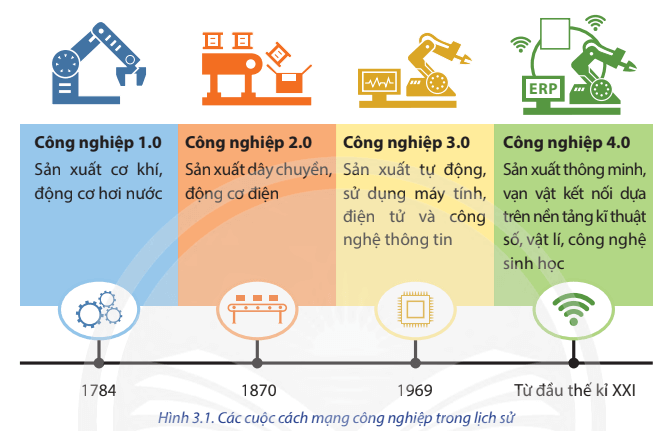 ERP
Công nghiệp 1.0
Sản xuất cơ khí,
động cơ hơi nước
Công nghiệp 2.0
Sản xuất dây chuyền,
động cơ điện
Công nghiệp 3.0
Sản xuất tự động,
sử dụng máy tính,
điện tử và công
nghệ thông tin
Công nghiệp 4.0
Sản xuất thông minh,
vạn vật kết nối dựa
trên nền tảng kĩ thuật
số, vật lí, công nghệ
sinh học
1784
1870
1969
Từ đầu thế kỉ XXI
Hình 3.1. Các cuộc cách mạng công nghiệp trong lịch sử